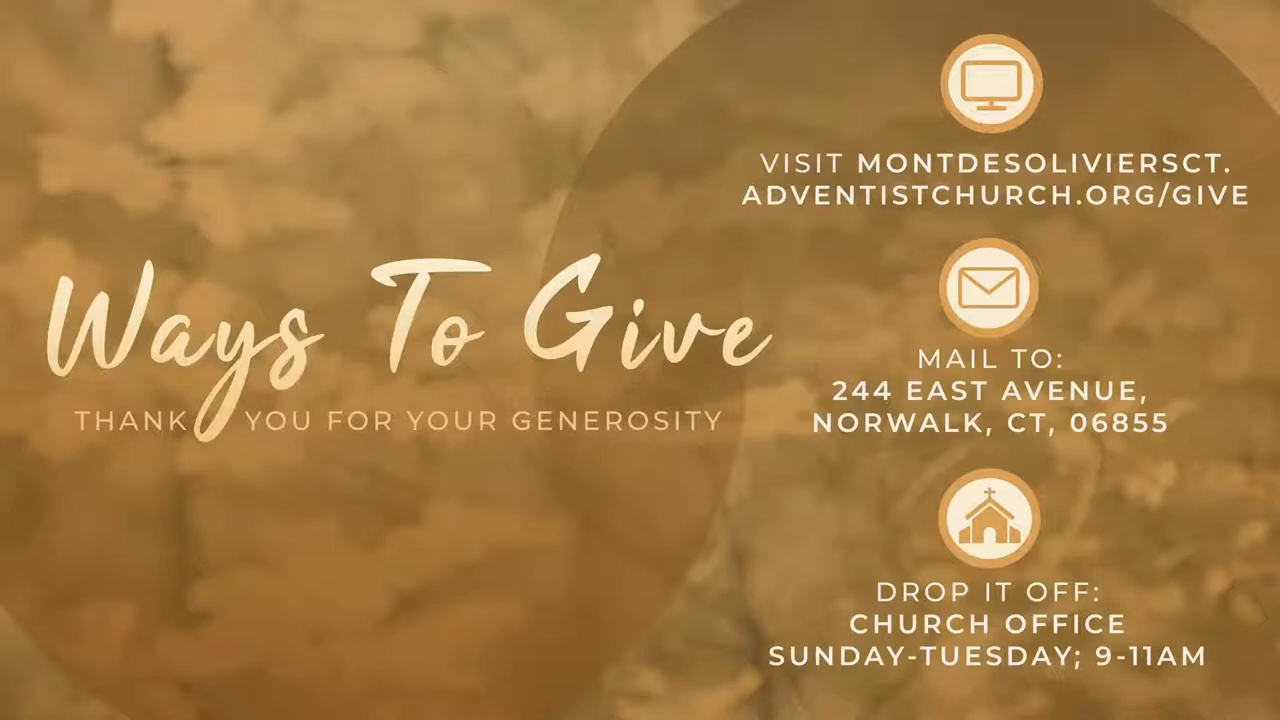 Ways To Give
THANK YOU FOR YOUR GENEROSITY
VISIT MONTDESOLIVIERSCT.
ADVENTISTCHURCH.ORG/GIVE
MAIL TO:
244 EAST AVENUE,
NORWALK, CT, 06855
DROP IT OFF:
CHURCH OFFICE
SUNDAY-TUESDAY; 9-11AM